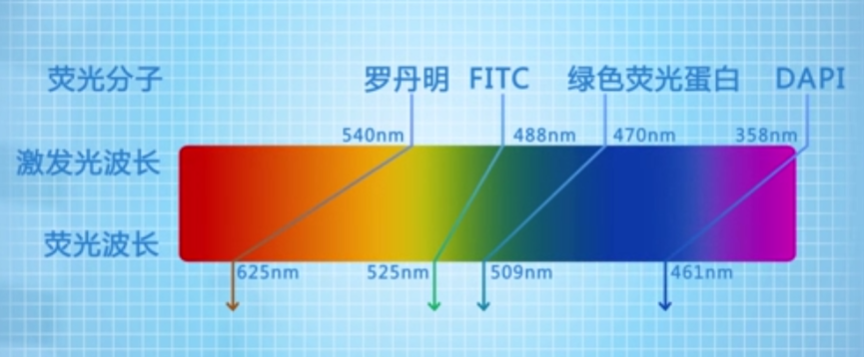 荧光分子 罗丹明 FITC 绿色荧光蛋白 DAPI
540nm 488nm 470nm 358nm
激发光波长
荧光波长
625nm 525nm 509nm 461nm